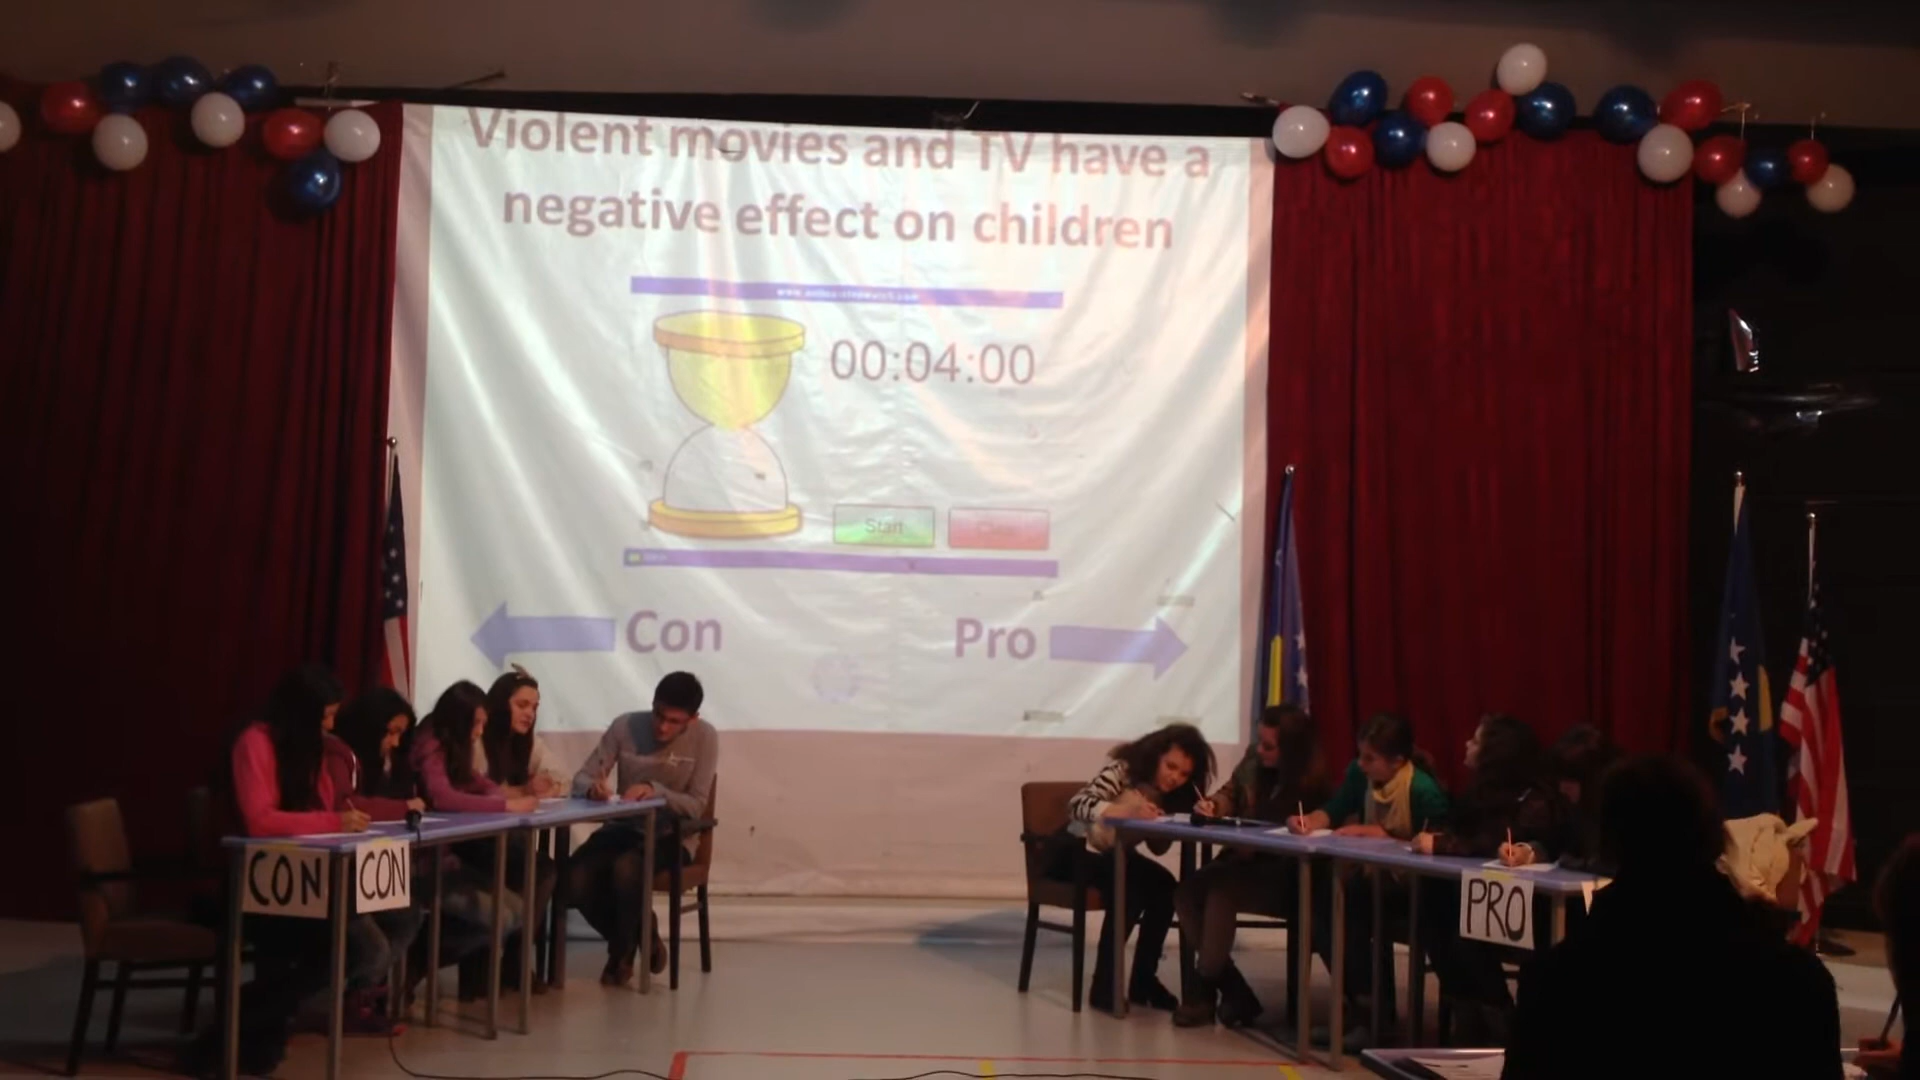 Violent movies and TV have a
negative effect on children
00:04:00
Start
Con
Pro
CON
CON
PRO